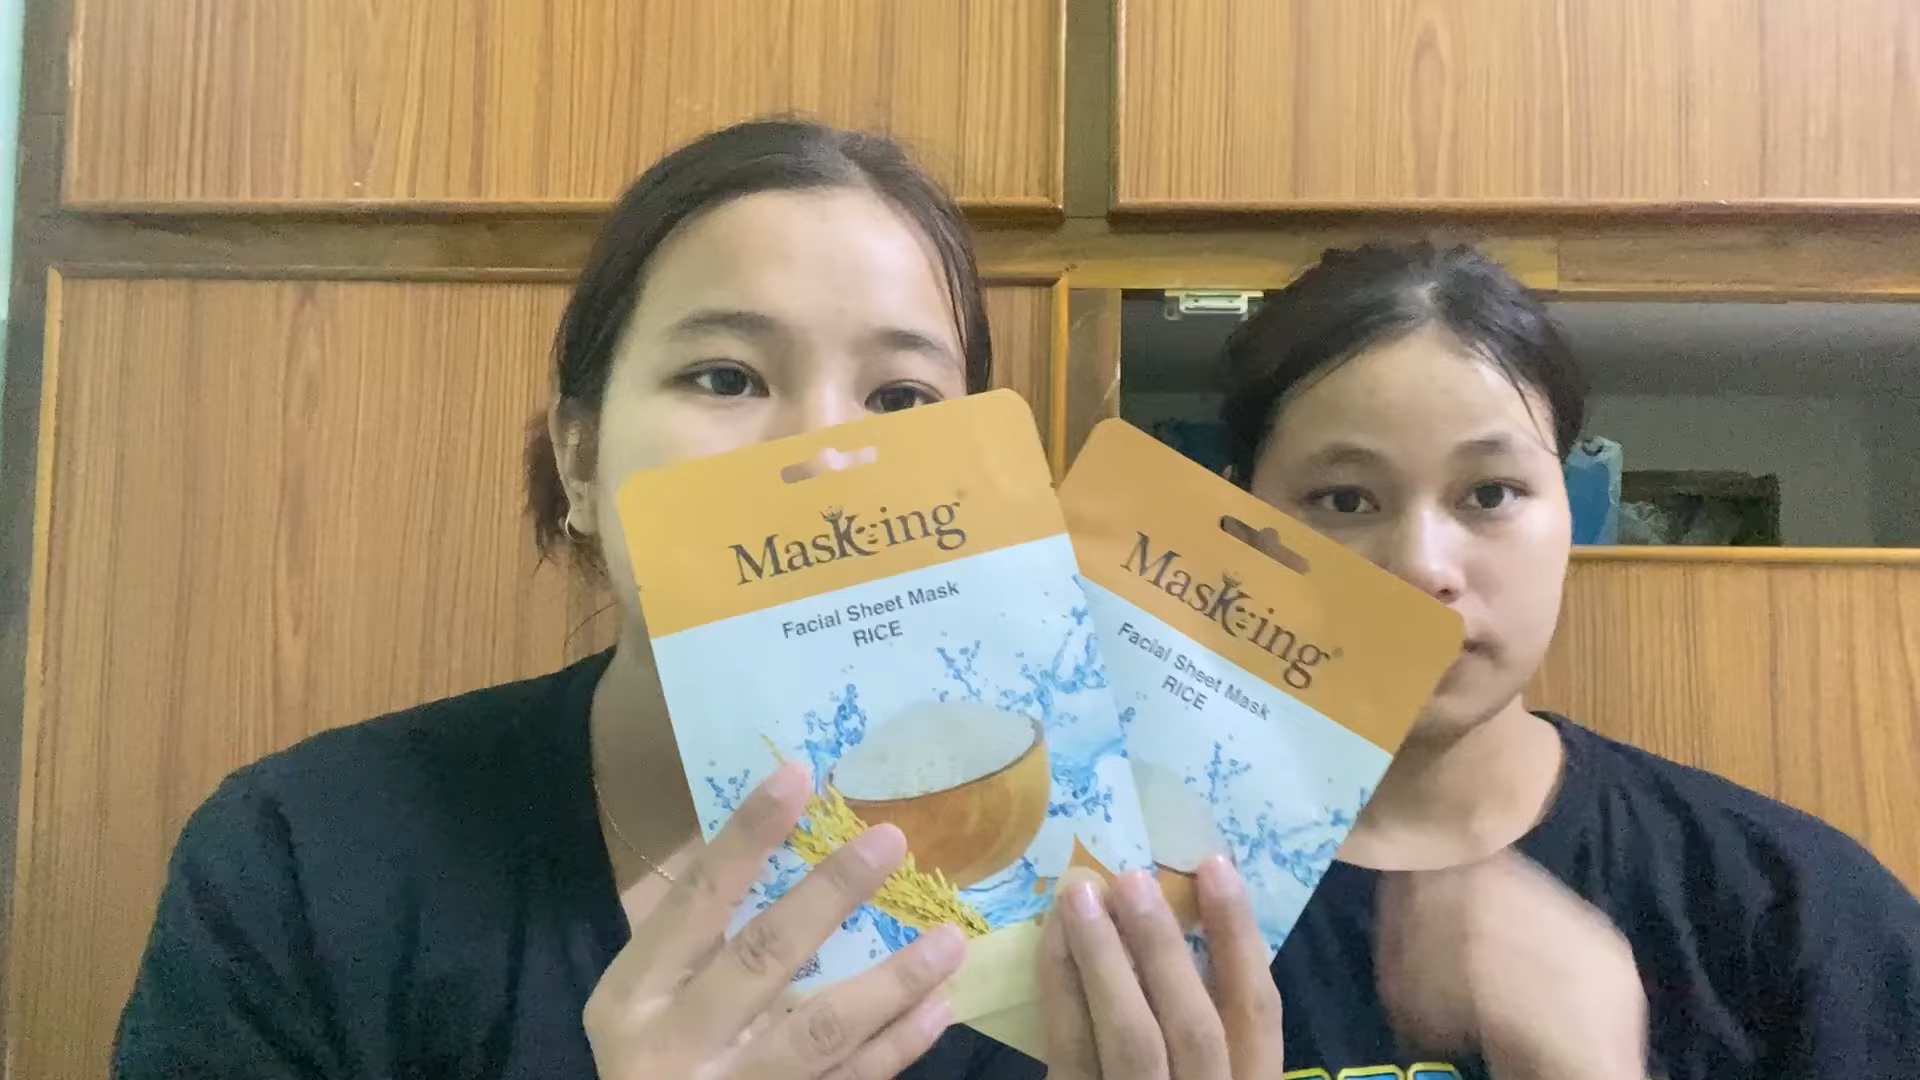 MasKing
Facial Sheet Mask
RICE
MasKing
Facial Sheet Mask
RICE